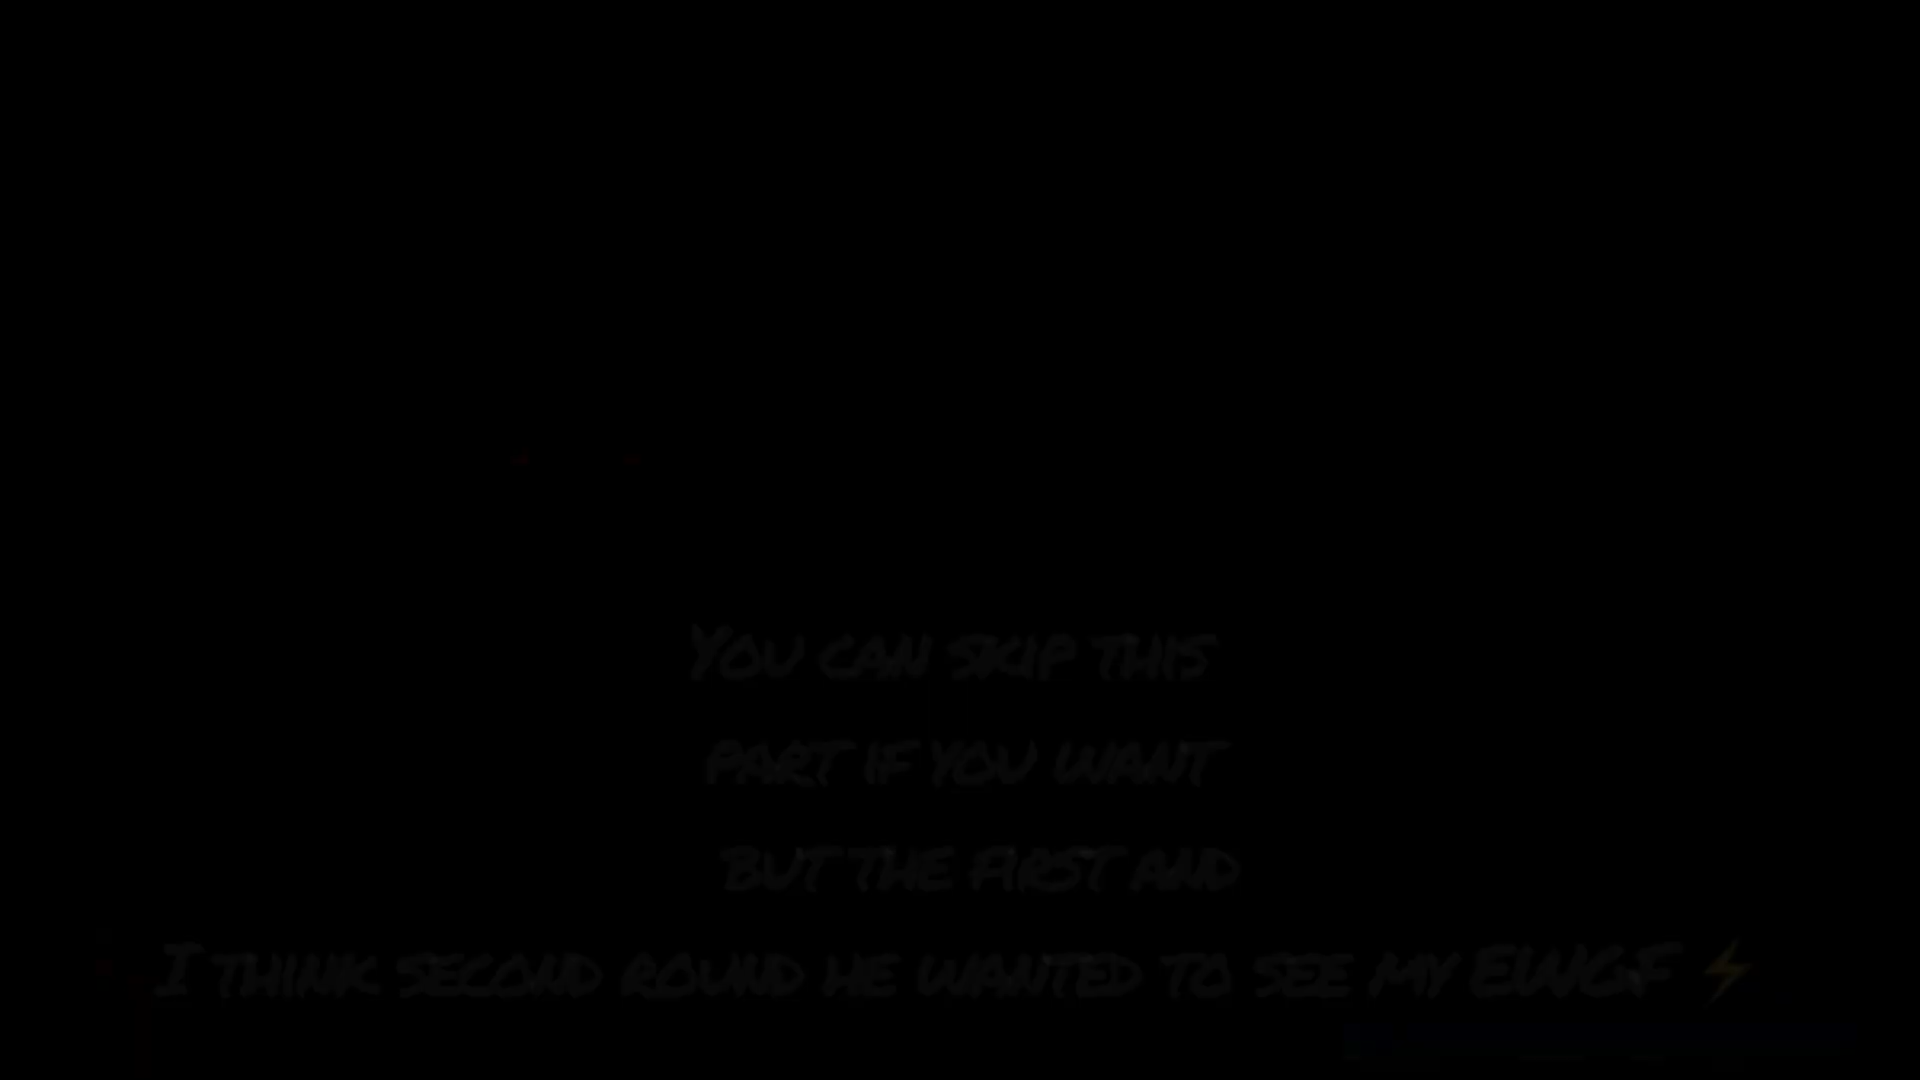 You can skip this
part if you want
but the first and
I think second round he wanted to see my EWGF ⚡